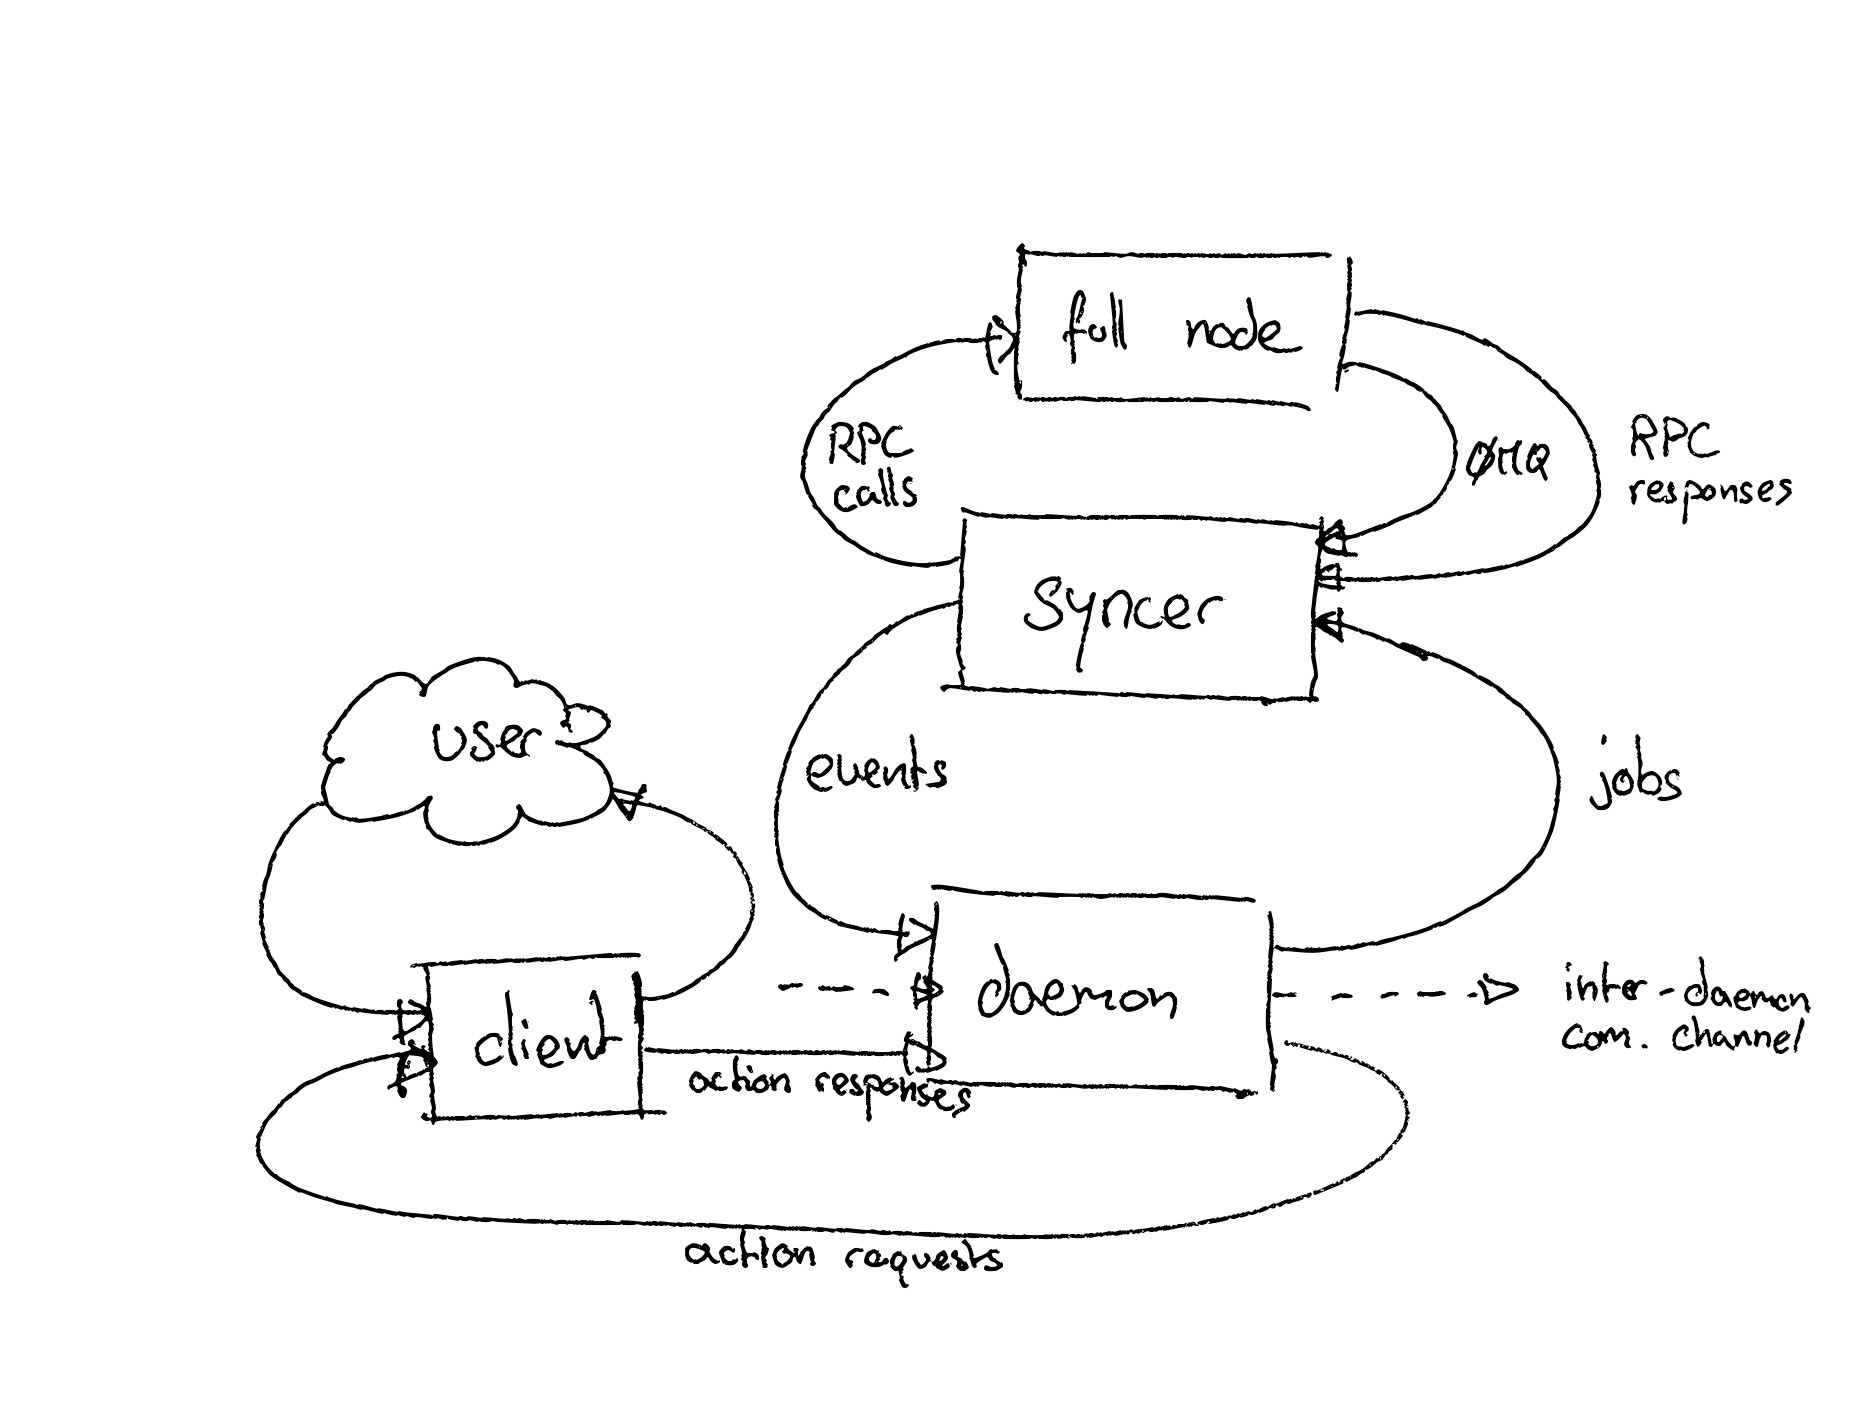 full node
RPC
calls
ØMQ
RPC
responses
syncer
user
events
jobs
client
daemon
inter-daemon
com. channel
action responses
action requests